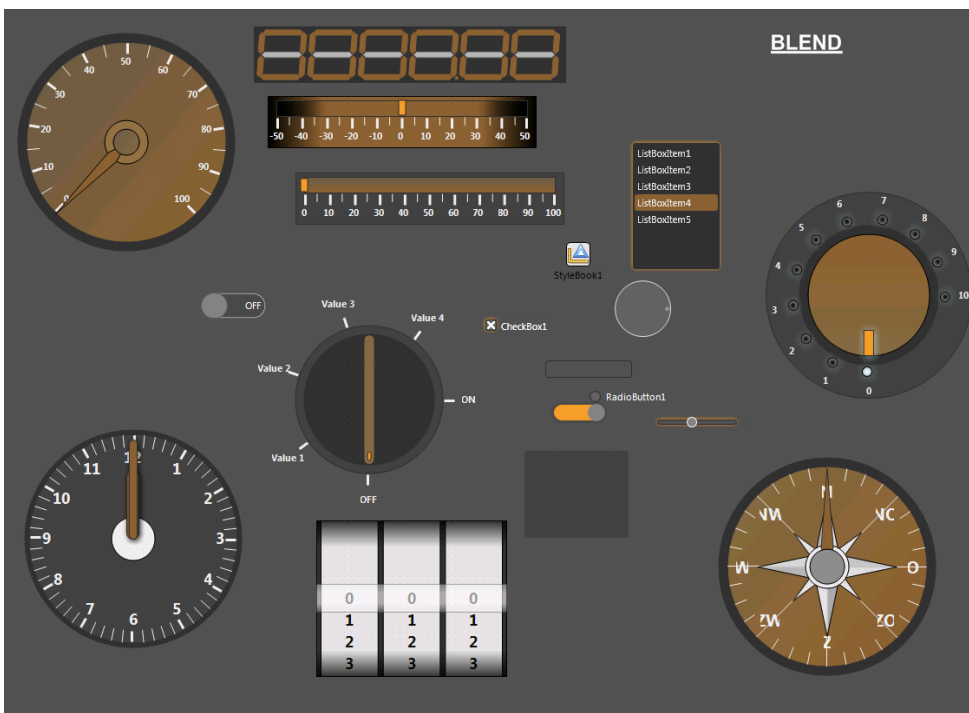 BLEND
0
10
20
30
40
50
60
70
80
90
100
-50 -40 -30 -20 -10 0 10 20 30 40 50
0 10 20 30 40 50 60 70 80 90 100
ListBoxItem1
ListBoxItem2
ListBoxItem3
ListBoxItem4
ListBoxItem5
StyleBook1
0
1
2
3
4
5
6
7
8
9
10
OFF
Value 3
Value 4
Value 2
ON
Value 1
OFF
CheckBox1
RadioButton1
12
1
2
3
4
5
6
7
8
9
10
11
0 0 0
1 1 1
2 2 2
3 3 3
N
NW
NO
W
O
ZW
ZO
Z